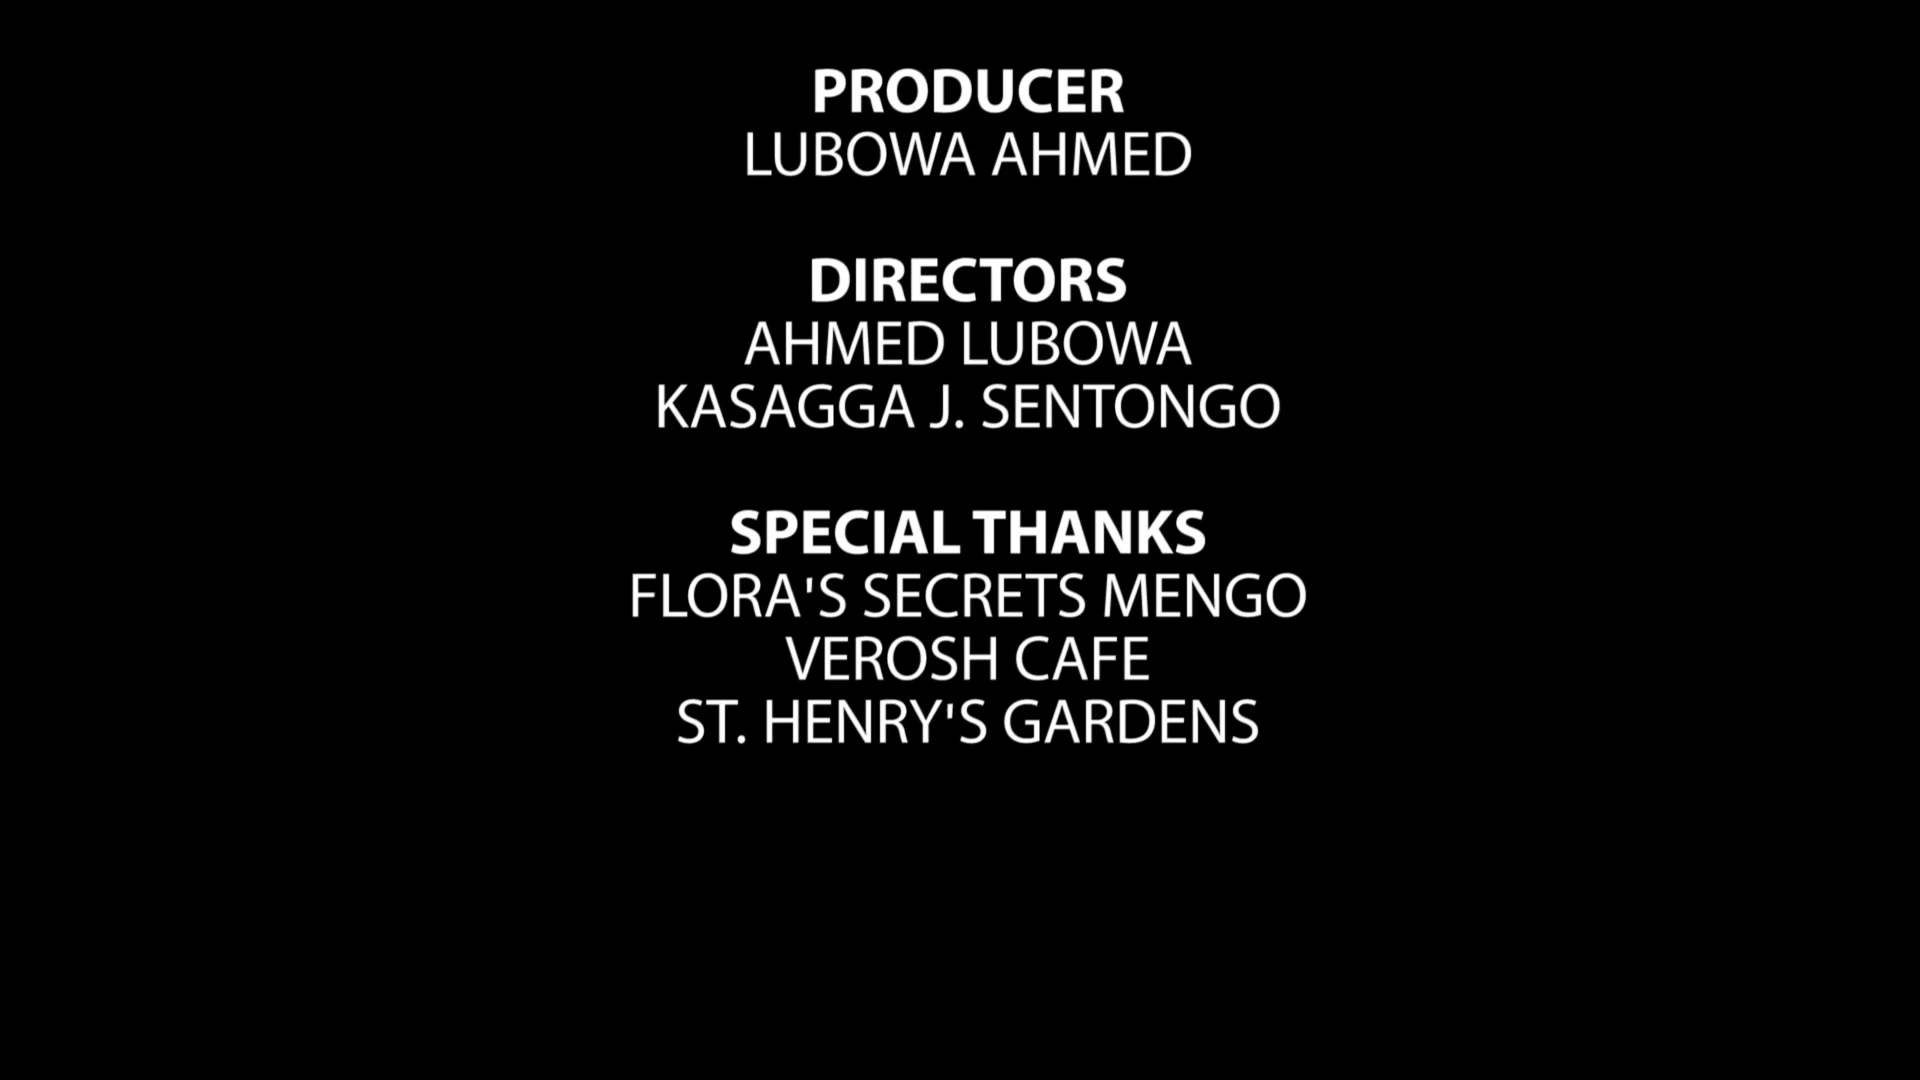 PRODUCER
LUBOWA AHMED
DIRECTORS
AHMED LUBOWA
KASAGGA J. SENTONGO
SPECIAL THANKS
FLORA'S SECRETS MENGO
VEROSH CAFE
ST. HENRY'S GARDENS